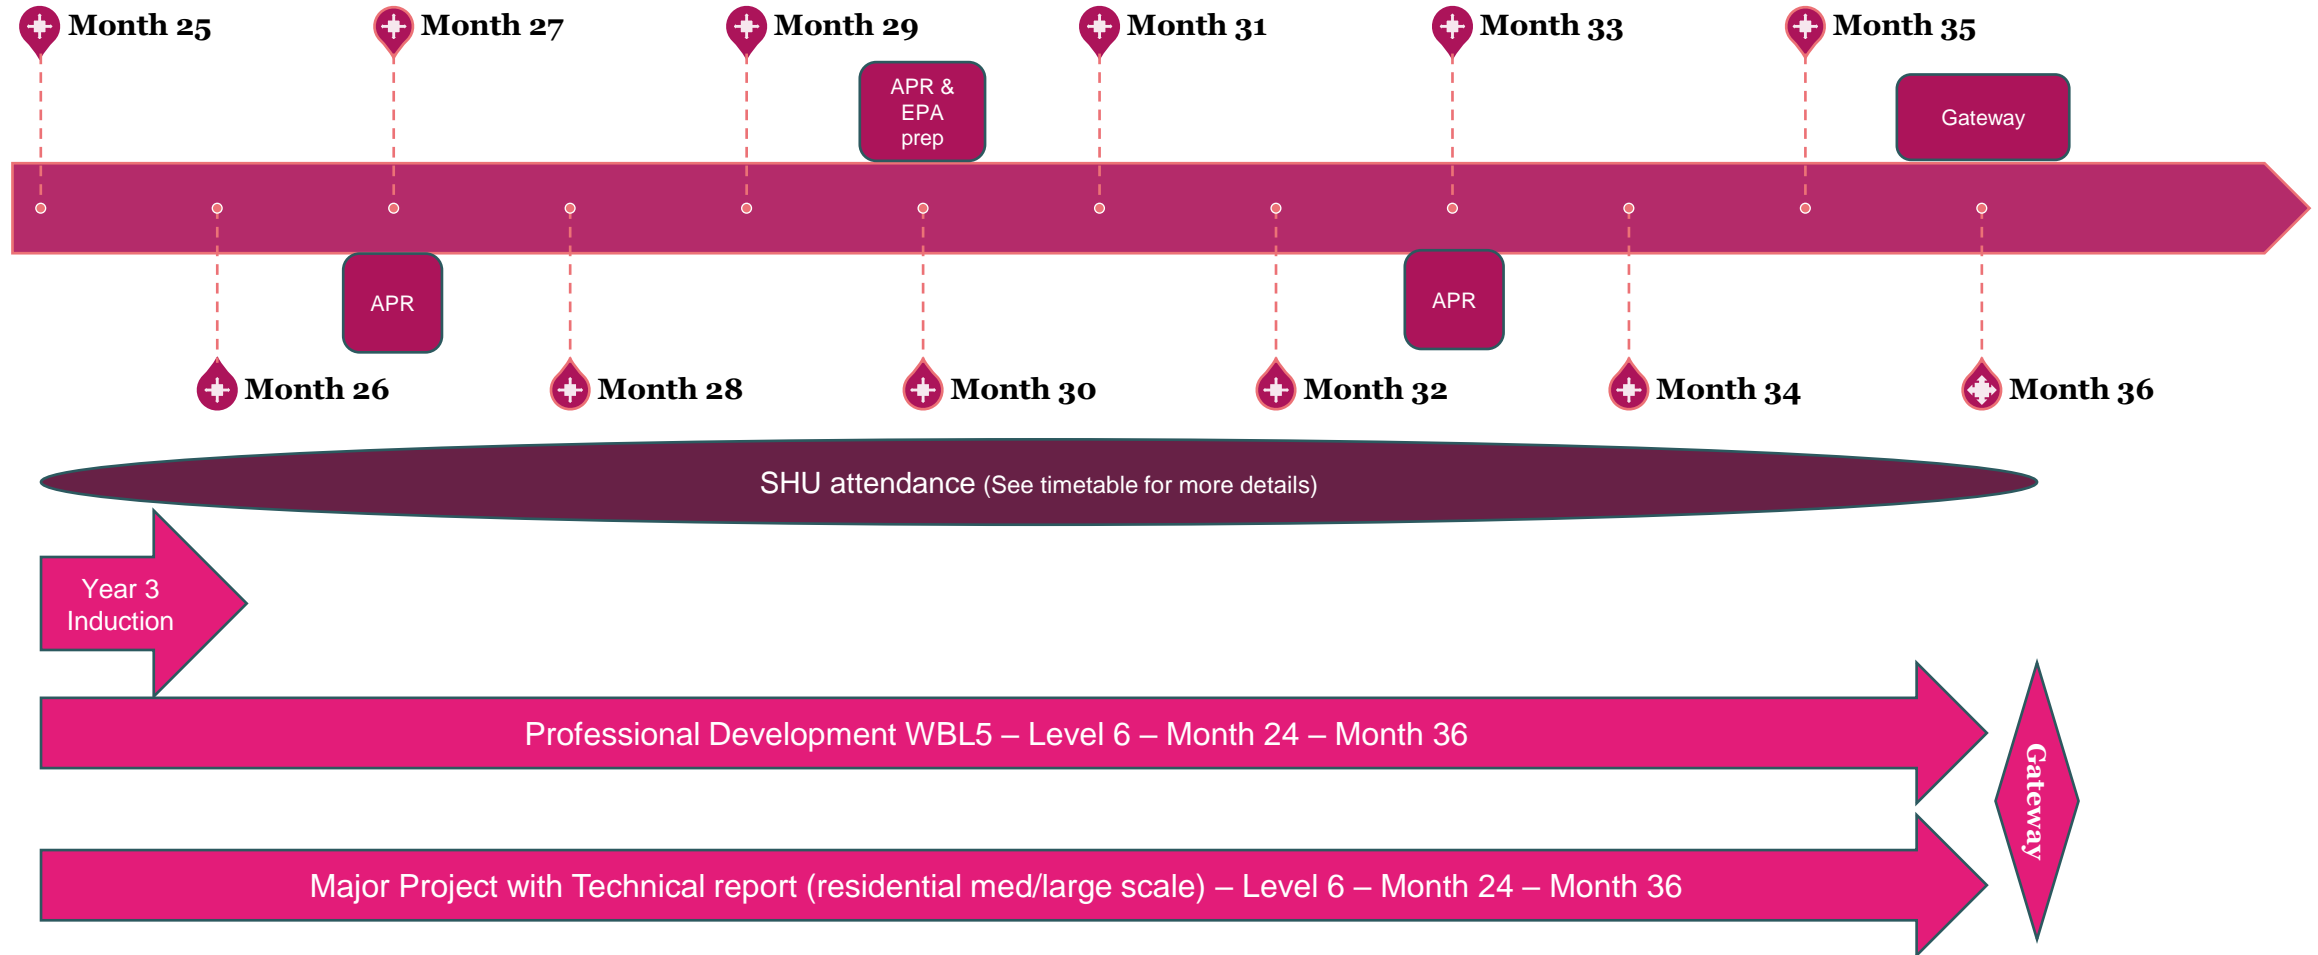 Month 25
Month 27
Month 29
Month 31
Month 33
Month 35
APR &
EPA
prep
Gateway
APR
APR
Month 26
Month 28
Month 30
Month 32
Month 34
Month 36
SHU attendance (See timetable for more details)
Year 3
Induction
Professional Development WBL5 – Level 6 – Month 24 – Month 36
Gateway
Major Project with Technical report (residential med/large scale) – Level 6 – Month 24 – Month 36